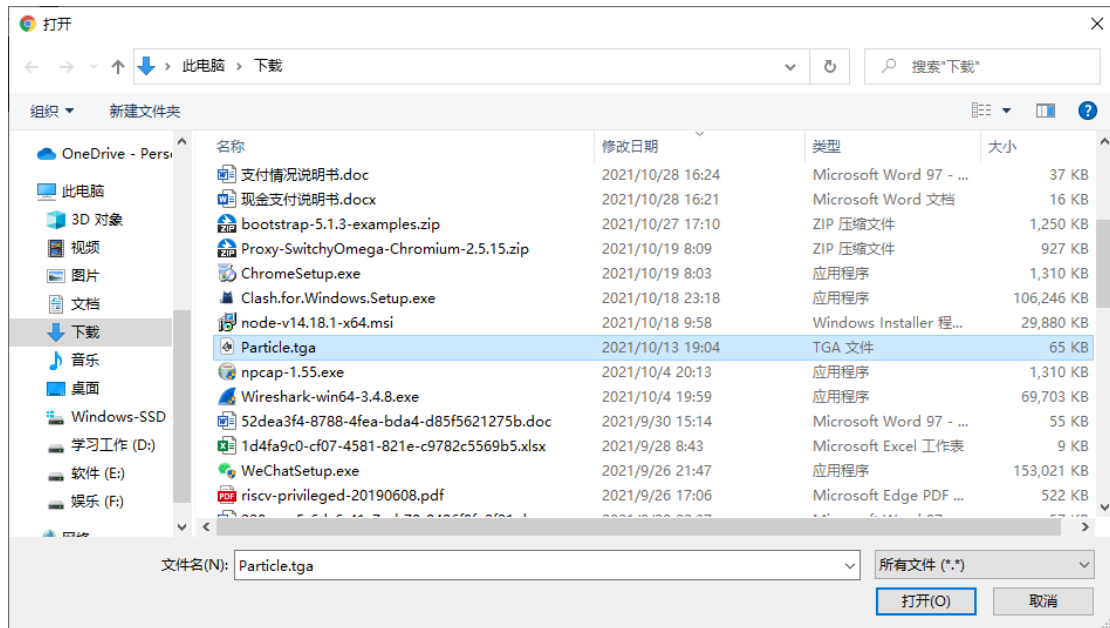 打开
此电脑 › 下载
搜索"下载"
组织 新建文件夹
名称 修改日期 类型 大小
OneDrive - Pers
此电脑
3D 对象
视频
图片
文档
下载
音乐
桌面
Windows-SSD
学习工作 (D:)
软件 (E:)
娱乐 (F:)
支付情况说明书.doc 2021/10/28 16:24 Microsoft Word 97 - ... 37 KB
现金支付说明书.docx 2021/10/28 16:21 Microsoft Word 文档 16 KB
bootstrap-5.1.3-examples.zip 2021/10/27 17:10 ZIP 压缩文件 1,250 KB
Proxy-SwitchyOmega-Chromium-2.5.15.zip 2021/10/19 8:09 ZIP 压缩文件 927 KB
ChromeSetup.exe 2021/10/19 8:03 应用程序 1,310 KB
Clash.for.Windows.Setup.exe 2021/10/18 23:18 应用程序 106,246 KB
node-v14.18.1-x64.msi 2021/10/18 9:58 Windows Installer 程... 29,880 KB
Particle.tga 2021/10/13 19:04 TGA 文件 65 KB
npcap-1.55.exe 2021/10/4 20:13 应用程序 1,310 KB
Wireshark-win64-3.4.8.exe 2021/10/4 19:59 应用程序 69,703 KB
52dea3f4-8788-4fea-bda4-d85f5621275b.doc 2021/9/30 15:14 Microsoft Word 97 - ... 55 KB
1d4fa9c0-cf07-4581-821e-c9782c5569b5.xlsx 2021/9/28 8:43 Microsoft Excel 工作表 9 KB
WeChatSetup.exe 2021/9/26 21:47 应用程序 153,021 KB
riscv-privileged-20190608.pdf 2021/9/26 17:06 Microsoft Edge PDF ... 522 KB
文件名(N): Particle.tga 所有文件 (*.*)
打开(O) 取消